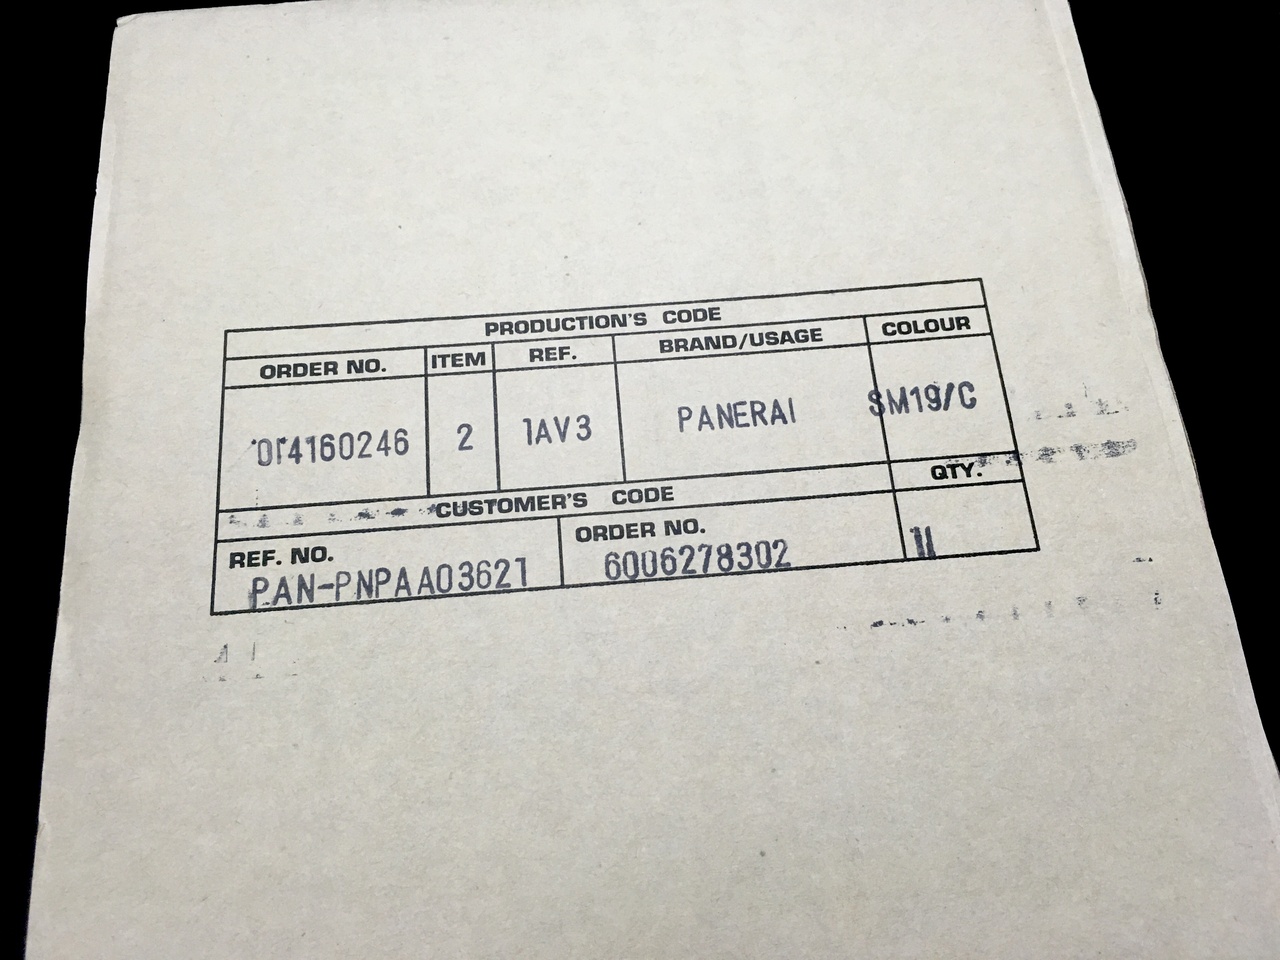 PRODUCTION'S CODE
ORDER NO. ITEM REF. BRAND/USAGE COLOUR
2 1AV3 PANERAI SM19/C
CUSTOMER'S CODE QTY.
REF. NO. ORDER NO.
PAN-PNPAA03621 6006278302